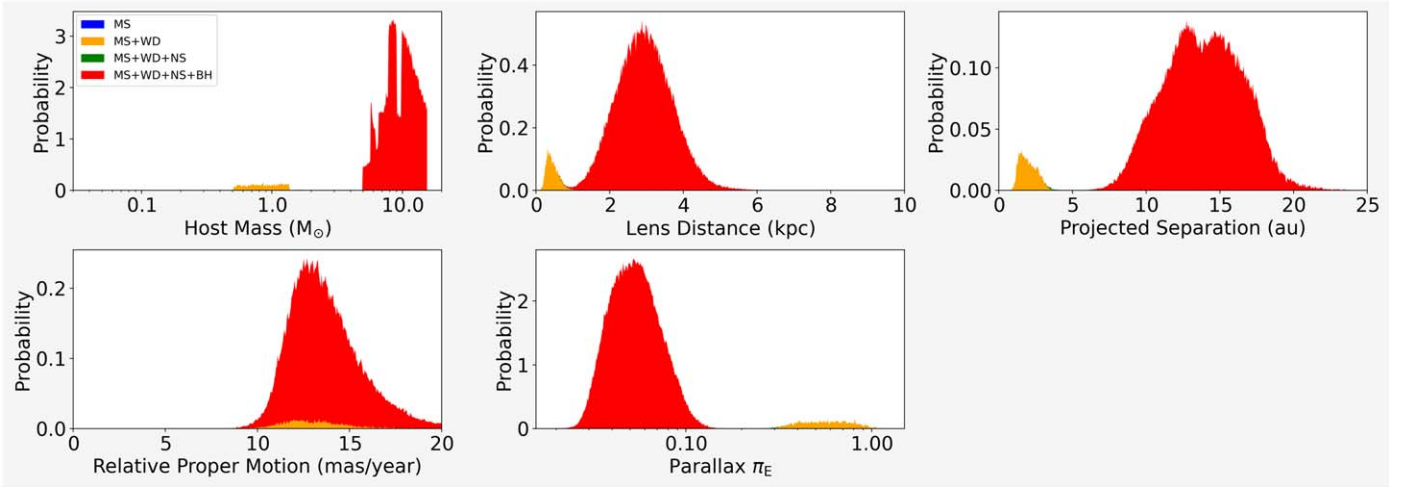 Probability
3
2
1
0
MS
MS+WD
MS+WD+NS
MS+WD+NS+BH
0.1 1.0 10.0
Host Mass (M⊙)
Probability
0.4
0.2
0.0
0 2 4 6 8 10
Lens Distance (kpc)
Probability
0.10
0.05
0.00
0 5 10 15 20 25
Projected Separation (au)
Probability
0.2
0.1
0.0
0 5 10 15 20
Relative Proper Motion (mas/year)
Probability
2
1
0
0.10 1.00
Parallax πE